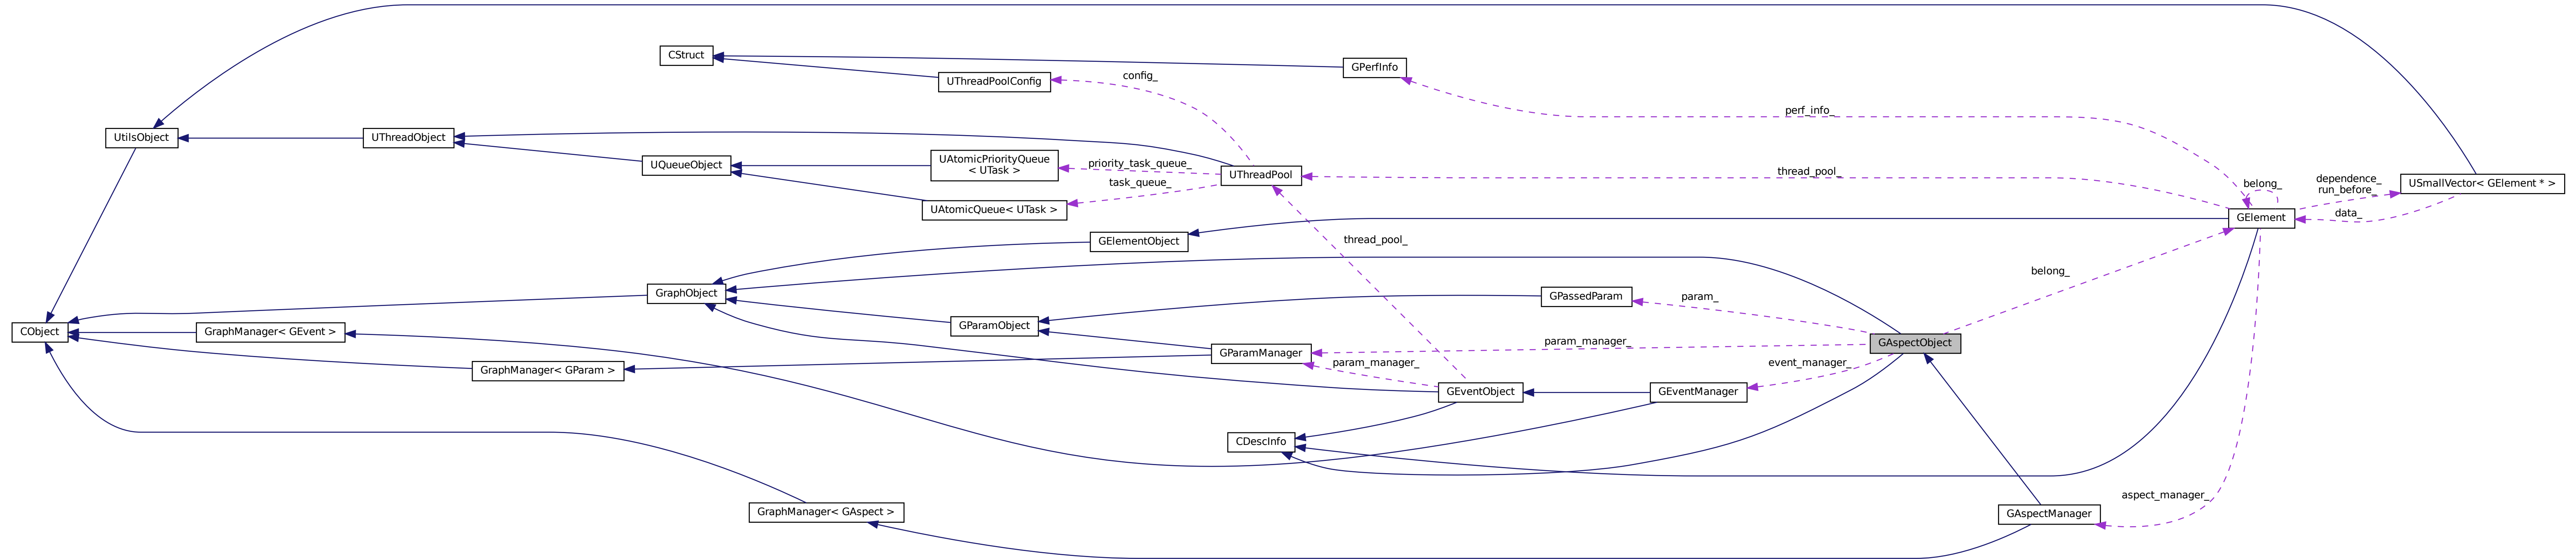 CStruct
GPerfInfo
UThreadPoolConfig
config_
perf_info_
UtilsObject
UThreadObject
UQueueObject
UAtomicPriorityQueue
< UTask >
priority_task_queue_
task_queue_
UAtomicQueue< UTask >
UThreadPool
thread_pool_
belong_
dependence_
run_before_
USmallVector< GElement * >
GElement
data_
GElementObject
thread_pool_
belong_
GraphObject
GPassedParam
param_
CObject
GraphManager< GEvent >
GParamObject
param_manager_
GAspectObject
GParamManager
param_manager_
event_manager_
GraphManager< GParam >
GEventObject
GEventManager
CDescInfo
aspect_manager_
GraphManager< GAspect >
GAspectManager